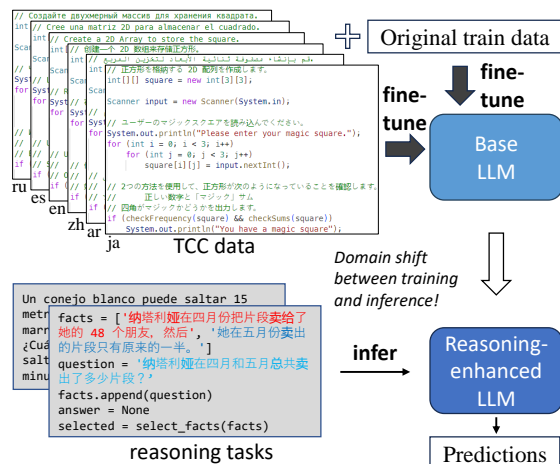 // Создайте двухмерный массив для хранения квадрата.
int
// Cree una matriz 2D para almacenar el cuadrado.
int
// Create a 2D Array to store the square.
int
// 创建一个 2D 数组来存储正方形。
int
// قم بإنشاء مصفوفة ثنائية الأبعاد لتخزين المربع.
int
// 正方形を格納する 2D 配列を作成します。
int[][] square = new int[3][3];
Scanner input = new Scanner(System.in);
// ユーザーのマジックスクエアを読み込んでください。
System.out.println("Please enter your magic square.");
for (int i = 0; i < 3; i++)
for (int j = 0; j < 3; j++)
square[i][j] = input.nextInt();
// 2つの方法を使用して、正方形が次のようになっていることを確認します。
// 正しい数字と「マジック」サム
// 四角がマジックかどうかを出力します。
if (checkFrequency(square) && checkSums(square))
System.out.println("You have a magic square")
ru
es
en
zh
ar
ja
TCC data
Original train data
fine-
tune
fine-
tune
Base
LLM
Domain shift
between training
and inference!
Un conejo blanco puede saltar 15
metr
marr
¿Cuá
salt
minu
facts = ['纳塔利娅在四月份把片段卖给了
她的 48 个朋友，然后', '她在五月份卖出
的片段只有原来的一半。']
question = '纳塔利娅在四月和五月总共卖
出了多少片段？'
facts.append(question)
answer = None
selected = select_facts(facts)
reasoning tasks
infer
Reasoning-
enhanced
LLM
Predictions